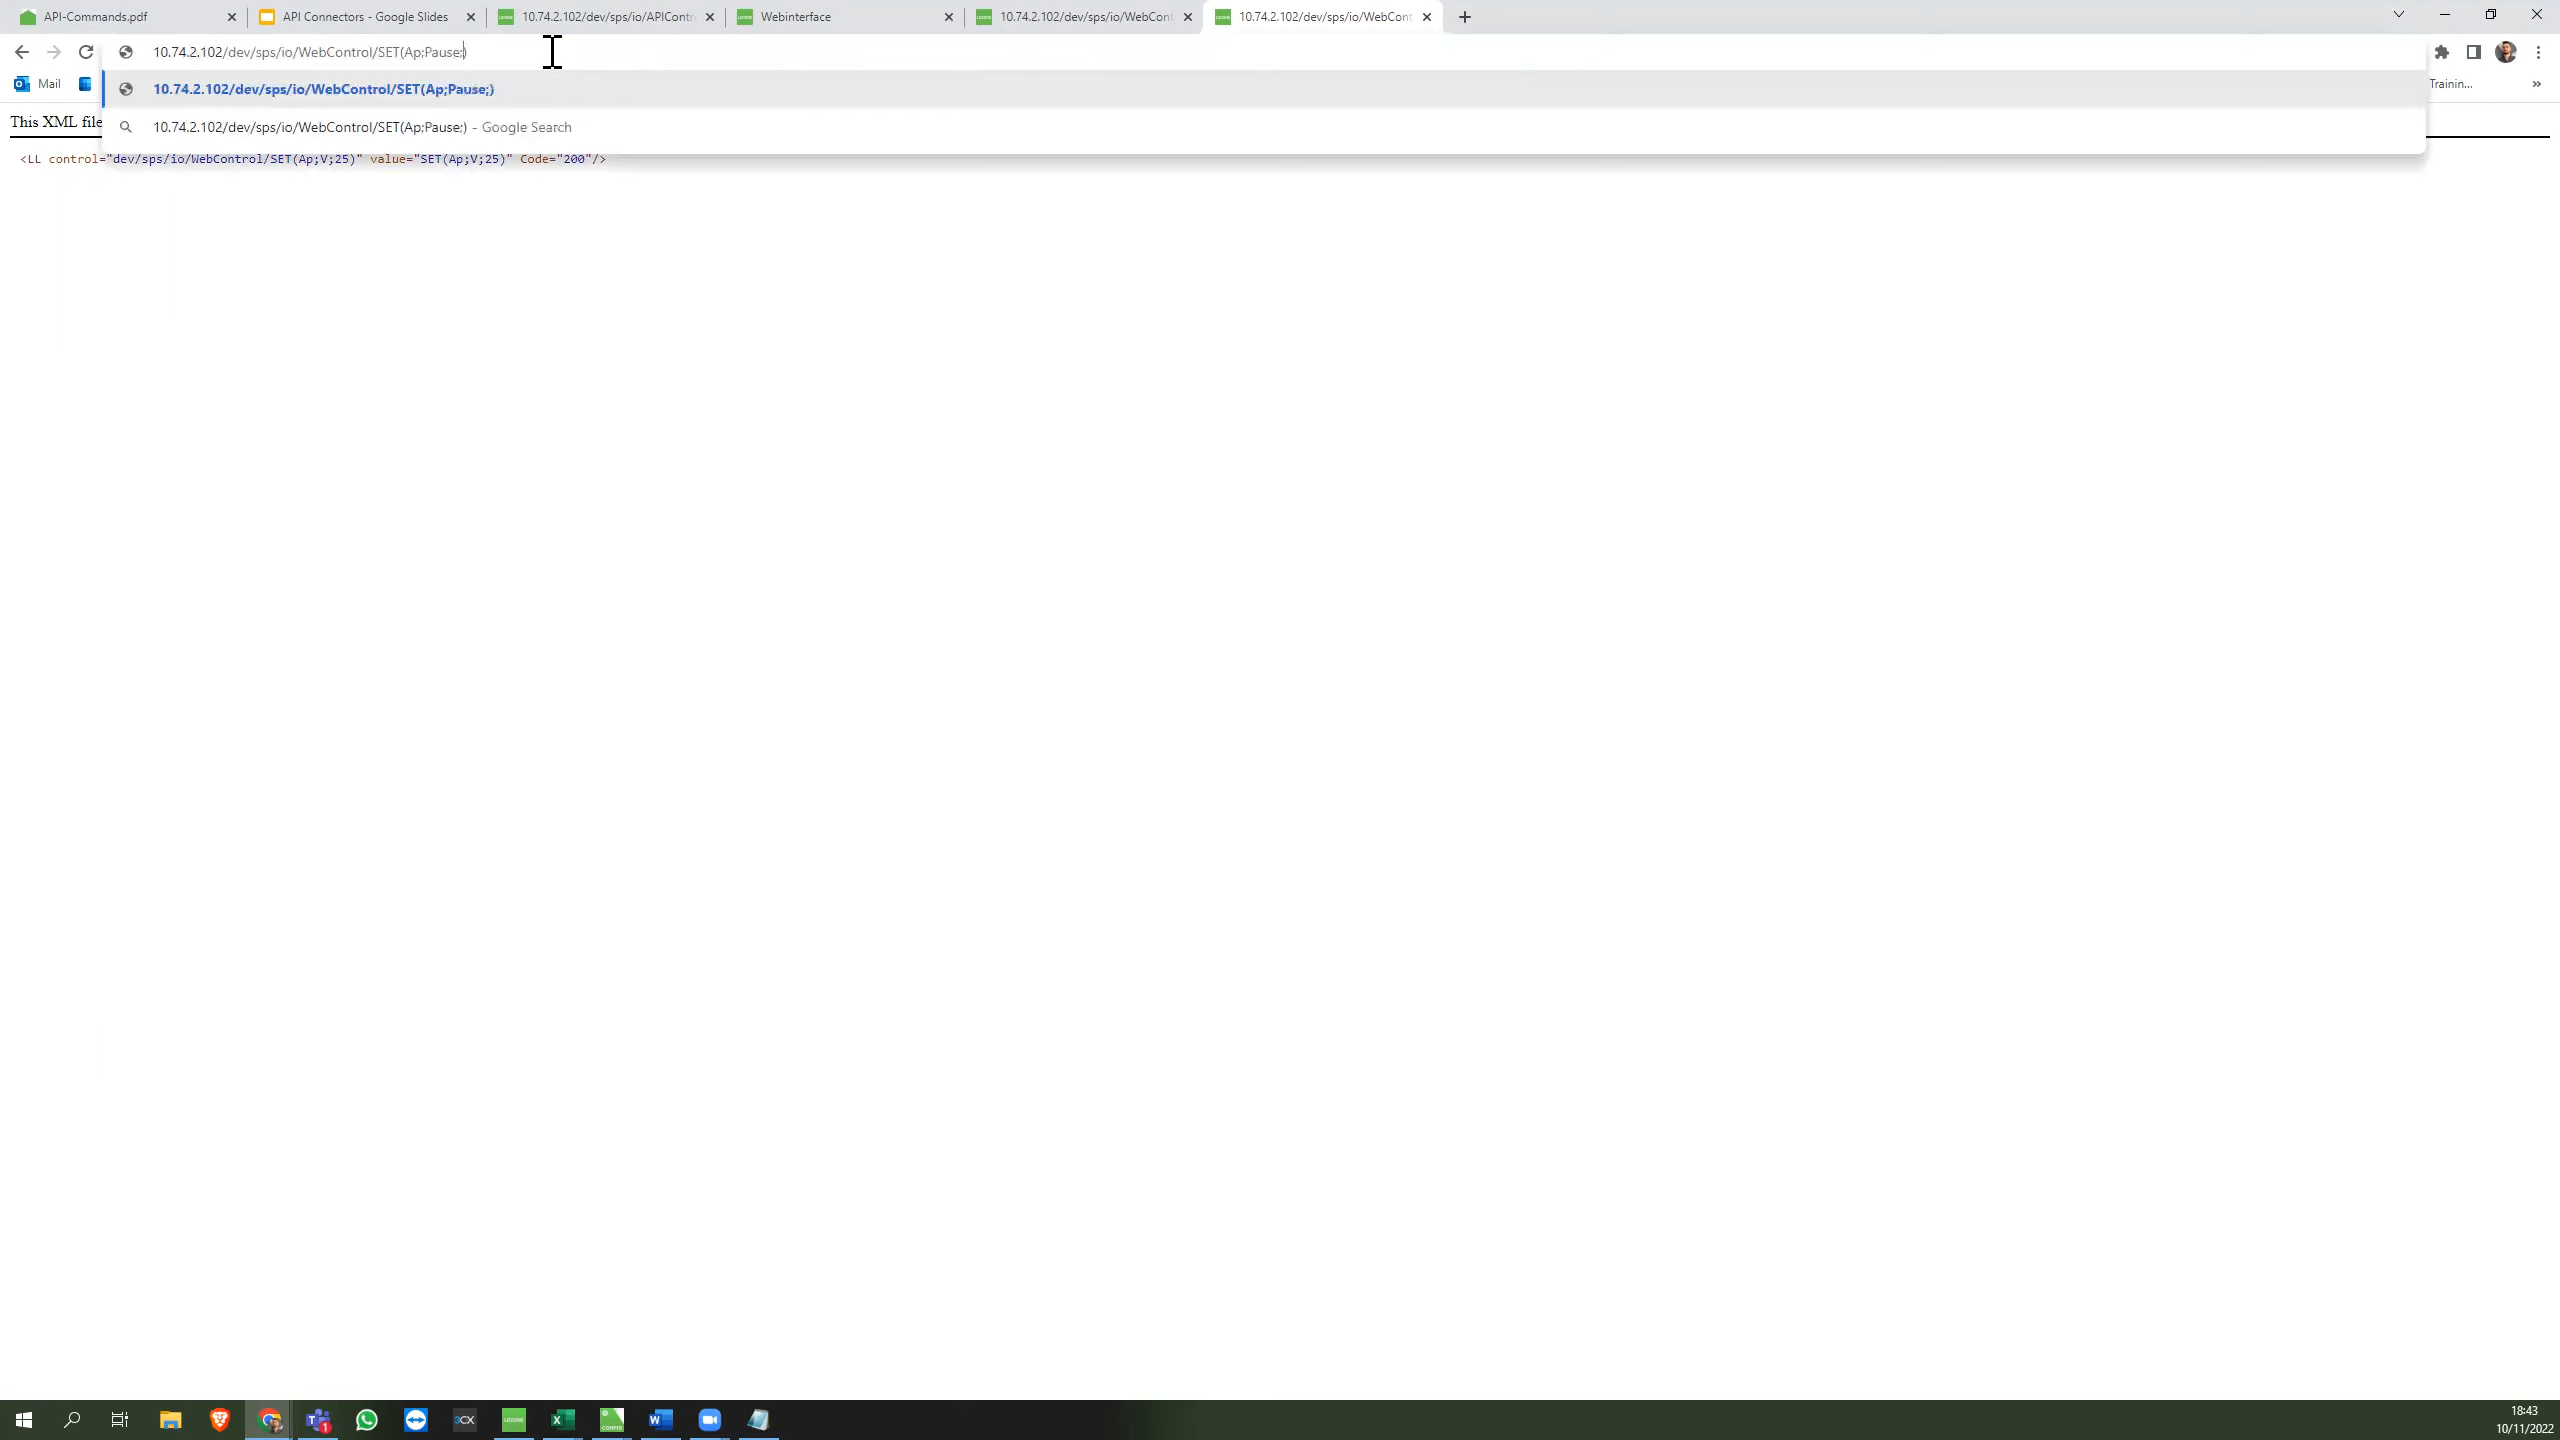 API-Commands.pdf
API Connectors - Google Slides
10.74.2.102/dev/sps/io/APIContr
Webinterface
10.74.2.102/dev/sps/io/WebCont
10.74.2.102/dev/sps/io/WebCont
10.74.2.102/dev/sps/io/WebControl/SET(Ap;Pause;)
Mail
10.74.2.102/dev/sps/io/WebControl/SET(Ap;Pause;)
Trainin...
»
This XML file
10.74.2.102/dev/sps/io/WebControl/SET(Ap;Pause;) - Google Search
<LL control="dev/sps/io/WebControl/SET(Ap;V;25)" value="SET(Ap;V;25)" Code="200"/>
1
3CX
LOXONE
X
CONFIG
W
18:43
10/11/2022